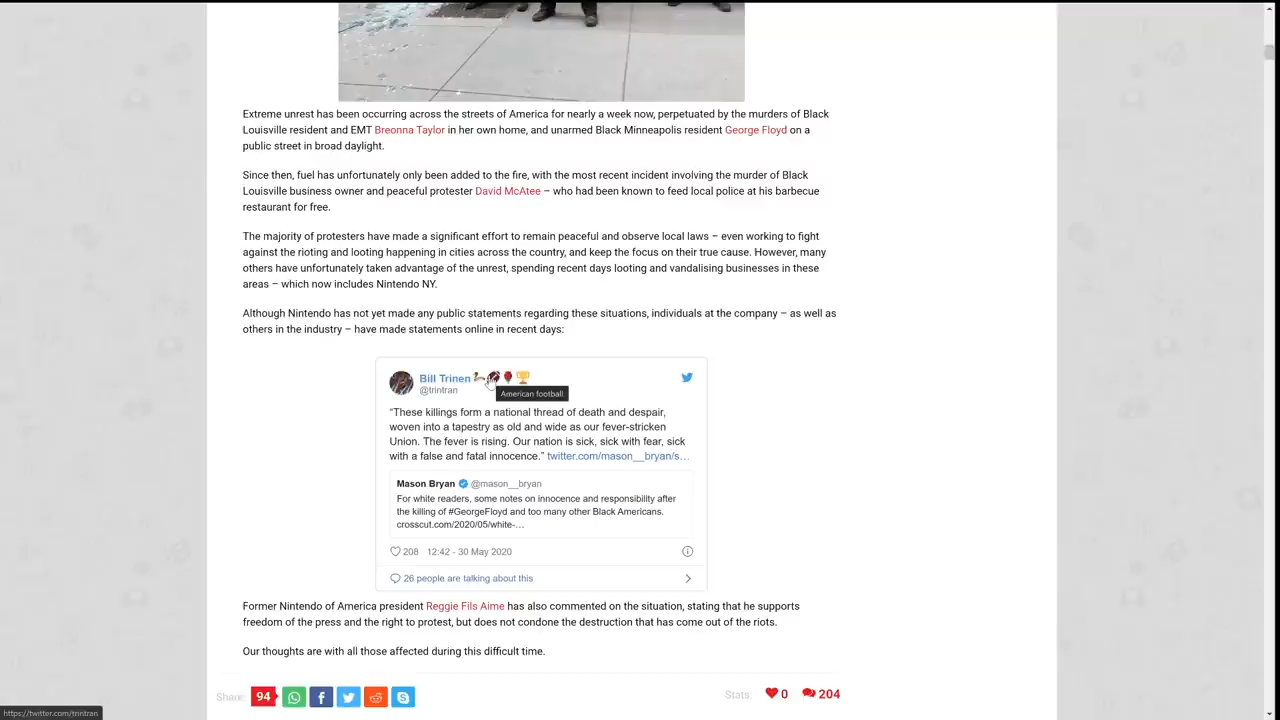 Extreme unrest has been occurring across the streets of America for nearly a week now, perpetuated by the murders of Black
Louisville resident and EMT Breonna Taylor in her own home, and unarmed Black Minneapolis resident George Floyd on a
public street in broad daylight.
Since then, fuel has unfortunately only been added to the fire, with the most recent incident involving the murder of Black
Louisville business owner and peaceful protester David McAtee – who had been known to feed local police at his barbecue
restaurant for free.
The majority of protesters have made a significant effort to remain peaceful and observe local laws – even working to fight
against the rioting and looting happening in cities across the country, and keep the focus on their true cause. However, many
others have unfortunately taken advantage of the unrest, spending recent days looting and vandalising businesses in these
areas – which now includes Nintendo NY.
Although Nintendo has not yet made any public statements regarding these situations, individuals at the company – as well as
others in the industry – have made statements online in recent days:
Bill Trinen
@trintran
American football
“These killings form a national thread of death and despair,
woven into a tapestry as old and wide as our fever-stricken
Union. The fever is rising. Our nation is sick, sick with fear, sick
with a false and fatal innocence.” twitter.com/mason__bryan/s…
Mason Bryan @mason__bryan
For white readers, some notes on innocence and responsibility after
the killing of #GeorgeFloyd and too many other Black Americans.
crosscut.com/2020/05/white-…
208 12:42 - 30 May 2020
26 people are talking about this
Former Nintendo of America president Reggie Fils Aime has also commented on the situation, stating that he supports
freedom of the press and the right to protest, but does not condone the destruction that has come out of the riots.
Our thoughts are with all those affected during this difficult time.
Share: 94 Stats: 0 204
https://twitter.com/trintran